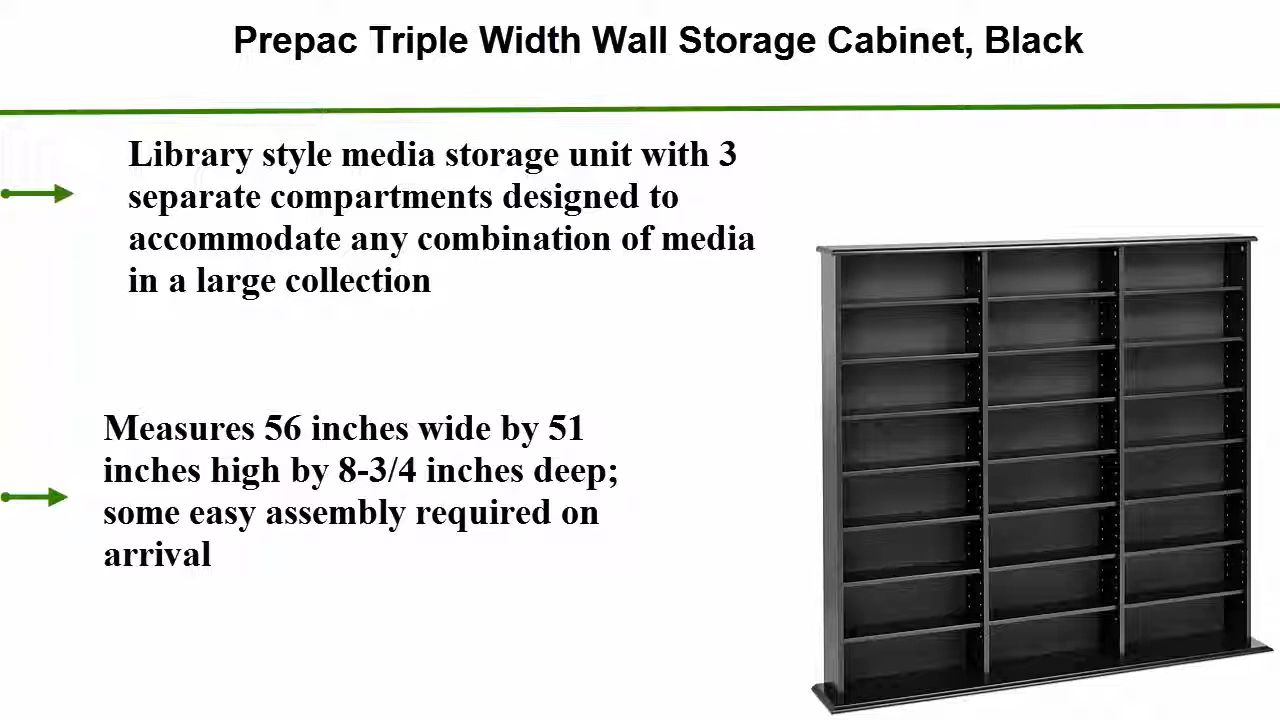 Prepac Triple Width Wall Storage Cabinet, Black
Library style media storage unit with 3
separate compartments designed to
accommodate any combination of media
in a large collection
Measures 56 inches wide by 51
inches high by 8-3/4 inches deep;
some easy assembly required on
arrival